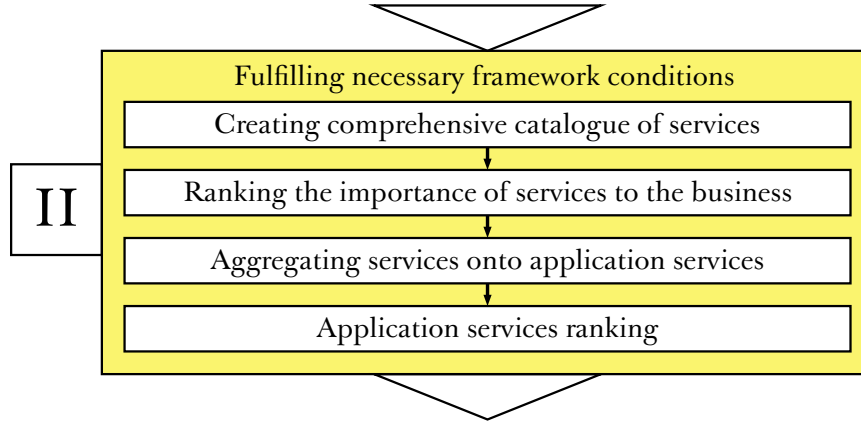 Fulfilling necessary framework conditions
Creating comprehensive catalogue of services
II
Ranking the importance of services to the business
Aggregating services onto application services
Application services ranking